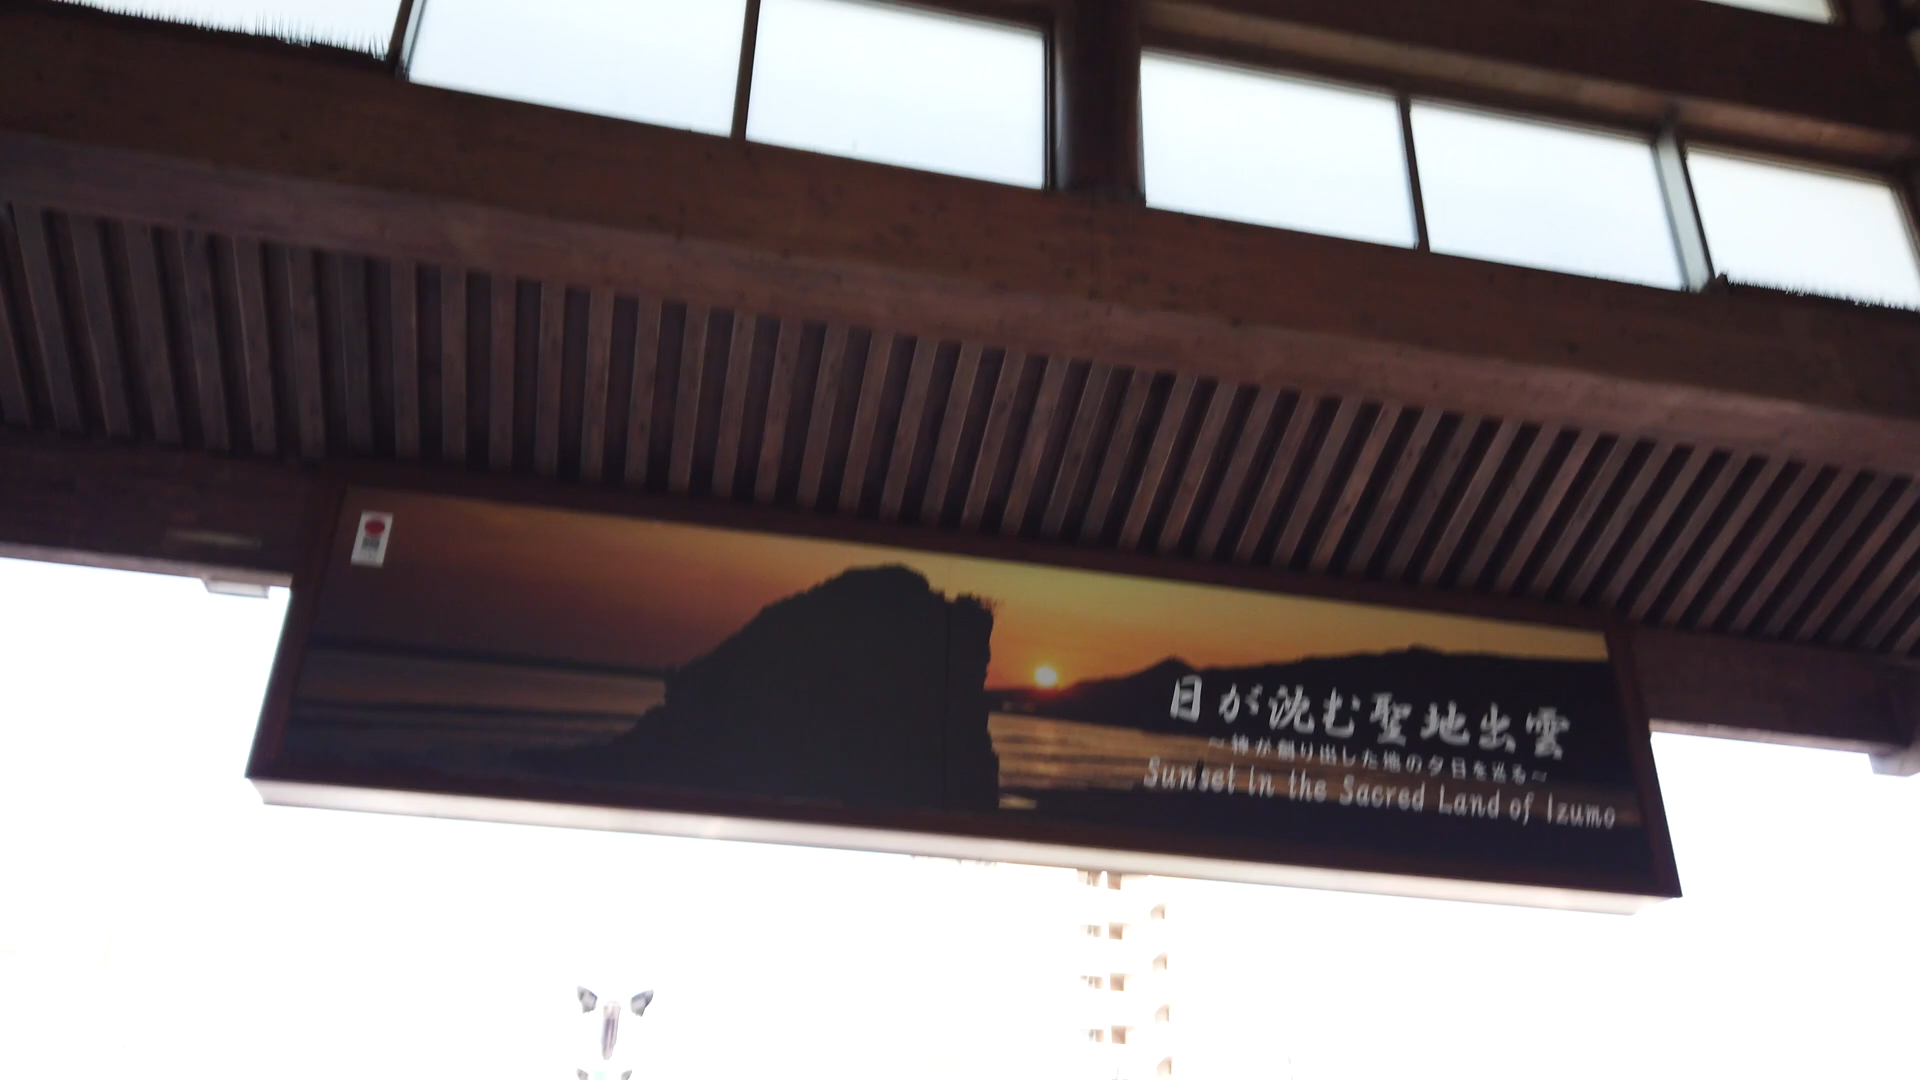 日が沈む聖地出雲
～神が創り出した地の夕日を巡る～
Sunset in the Sacred Land of Izumo